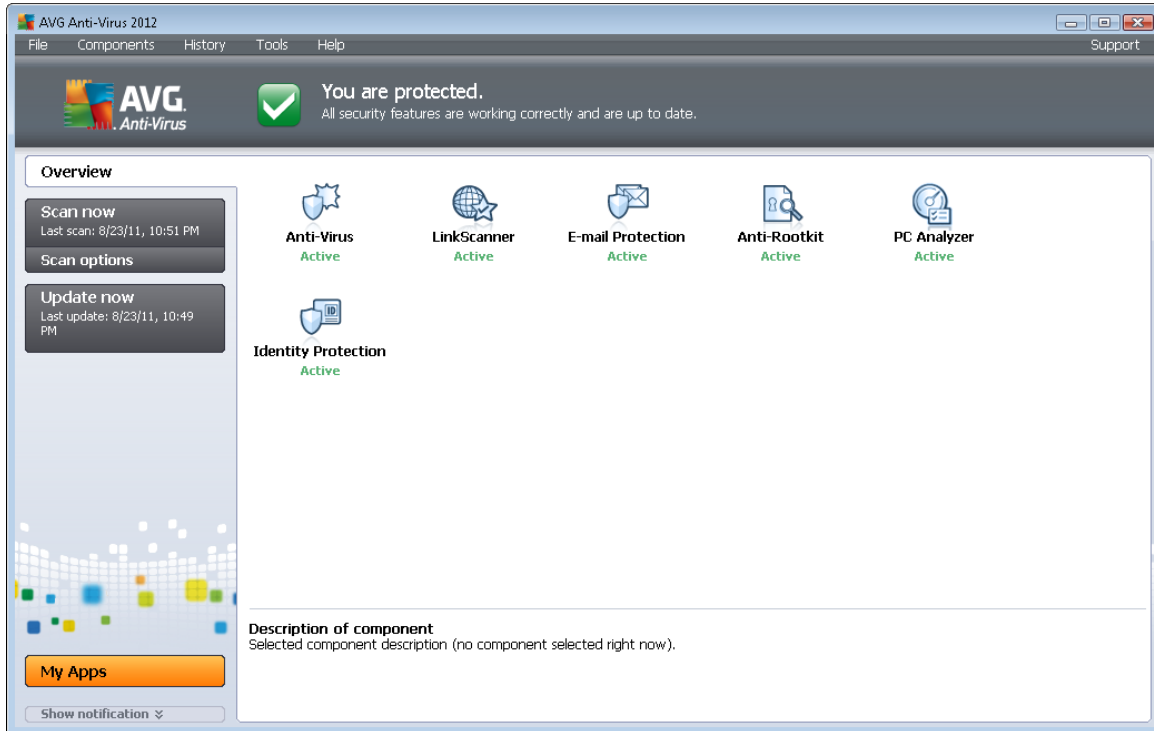 AVG Anti-Virus 2012
File Components History Tools Help Support
AVG.
Anti-Virus
You are protected.
All security features are working correctly and are up to date.
Overview
Scan now
Last scan: 8/23/11, 10:51 PM
Scan options
Update now
Last update: 8/23/11, 10:49
PM
Anti-Virus
Active
LinkScanner
Active
E-mail Protection
Active
Anti-Rootkit
Active
PC Analyzer
Active
ID
Identity Protection
Active
Description of component
Selected component description (no component selected right now).
My Apps
Show notification